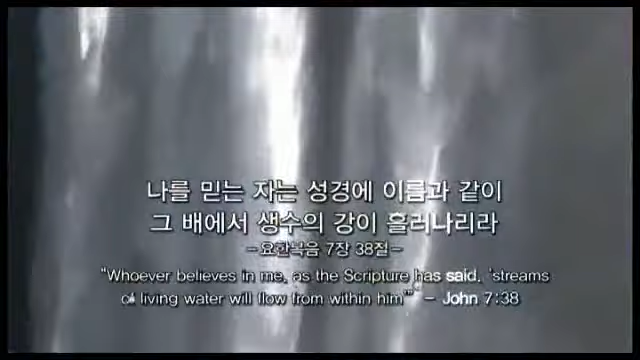 나를 믿는 자는 성경에 이름과 같이
그 배에서 생수의 강이 흘러나리라
- 요한복음 7장 38절 -
"Whoever believes in me, as the Scripture has said, 'streams
of living water will flow from within him'" - John 7:38